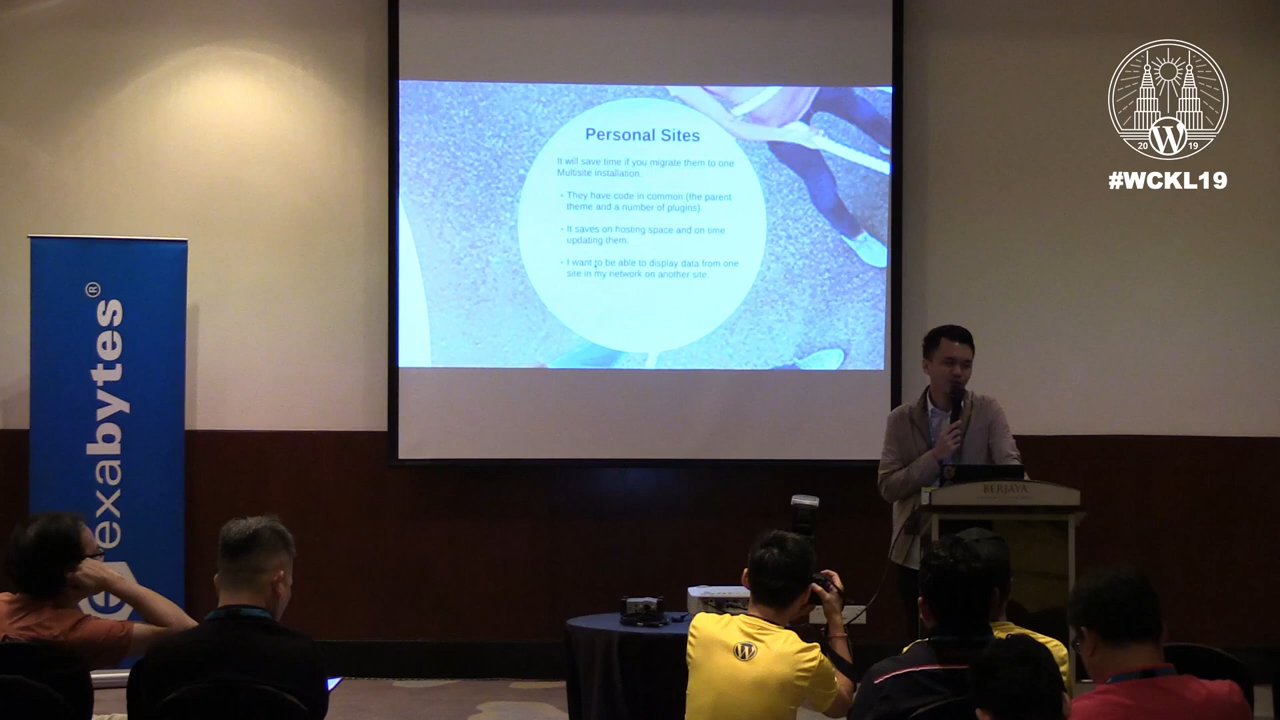 Personal Sites
It will save time if you migrate them to one
Multisite installation.
- They have code in common (the parent
theme and a number of plugins).
- It saves on hosting space and on time
updating them.
- I want to be able to display data from one
site in my network on another site.
20 W 19
#WCKL19
exabytes®
BERJAYA
W